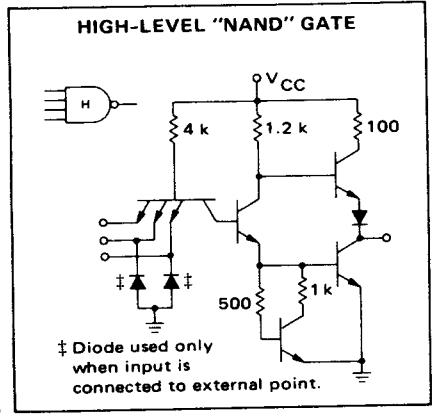 HIGH-LEVEL "NAND" GATE
H
VCC
4 k
1.2 k
100
‡
‡
500
1 k
‡ Diode used only
when input is
connected to external point.